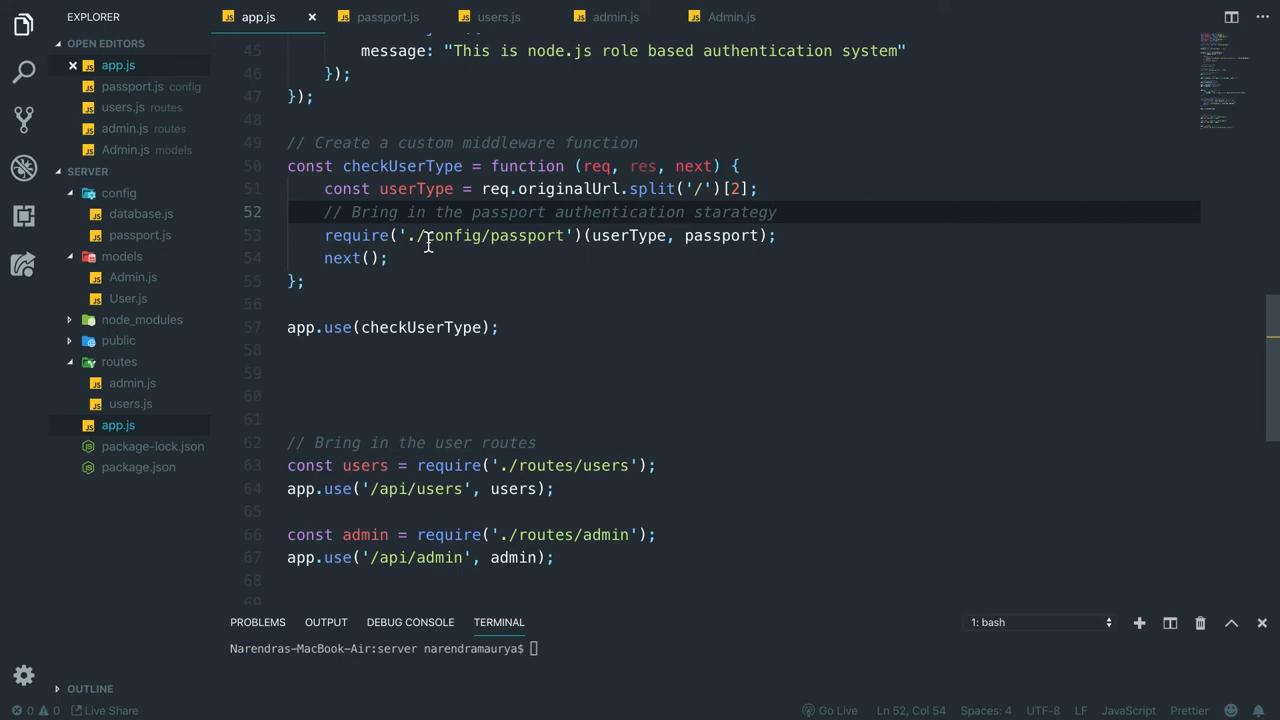 EXPLORER
app.js
passport.js
users.js
admin.js
Admin.js
OPEN EDITORS
app.js
passport.js config
users.js routes
admin.js routes
Admin.js models
SERVER
config
database.js
passport.js
models
Admin.js
User.js
node_modules
public
routes
admin.js
users.js
app.js
package-lock.json
package.json
OUTLINE
45 message: "This is node.js role based authentication system"
46 });
47 });
48
49 // Create a custom middleware function
50 const checkUserType = function (req, res, next) {
51 const userType = req.originalUrl.split('/')[2];
52 // Bring in the passport authentication starategy
53 require('./config/passport')(userType, passport);
54 next();
55 };
56
57 app.use(checkUserType);
58
59
60
61
62 // Bring in the user routes
63 const users = require('./routes/users');
64 app.use('/api/users', users);
65
66 const admin = require('./routes/admin');
67 app.use('/api/admin', admin);
68
69
PROBLEMS OUTPUT DEBUG CONSOLE TERMINAL 1: bash
Narendras-MacBook-Air:server narendramaurya$
0 0 Live Share Go Live Ln 52, Col 54 Spaces: 4 UTF-8 LF JavaScript Prettier